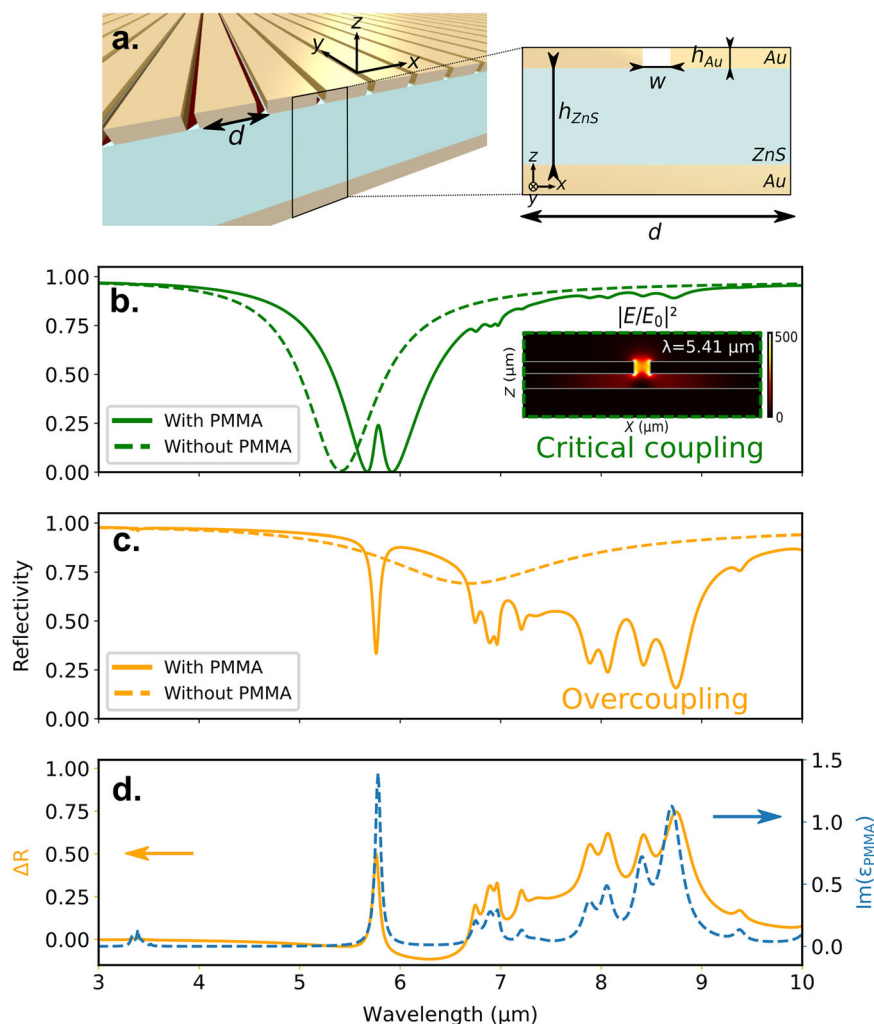 a.
z
y
x
d
h_Au
Au
w
h_ZnS
ZnS
z
Au
x
y
d
b.
1.00
0.75
0.50
0.25
0.00
|E/E₀|²
λ=5.41 μm
500
0
Z (μm)
X (μm)
With PMMA
Without PMMA
Critical coupling
c.
Reflectivity
1.00
0.75
0.50
0.25
0.00
With PMMA
Without PMMA
Overcoupling
d.
ΔR
1.00
0.75
0.50
0.25
0.00
1.5
1.0
0.5
0.0
Im(ε_PMMA)
3 4 5 6 7 8 9 10
Wavelength (μm)